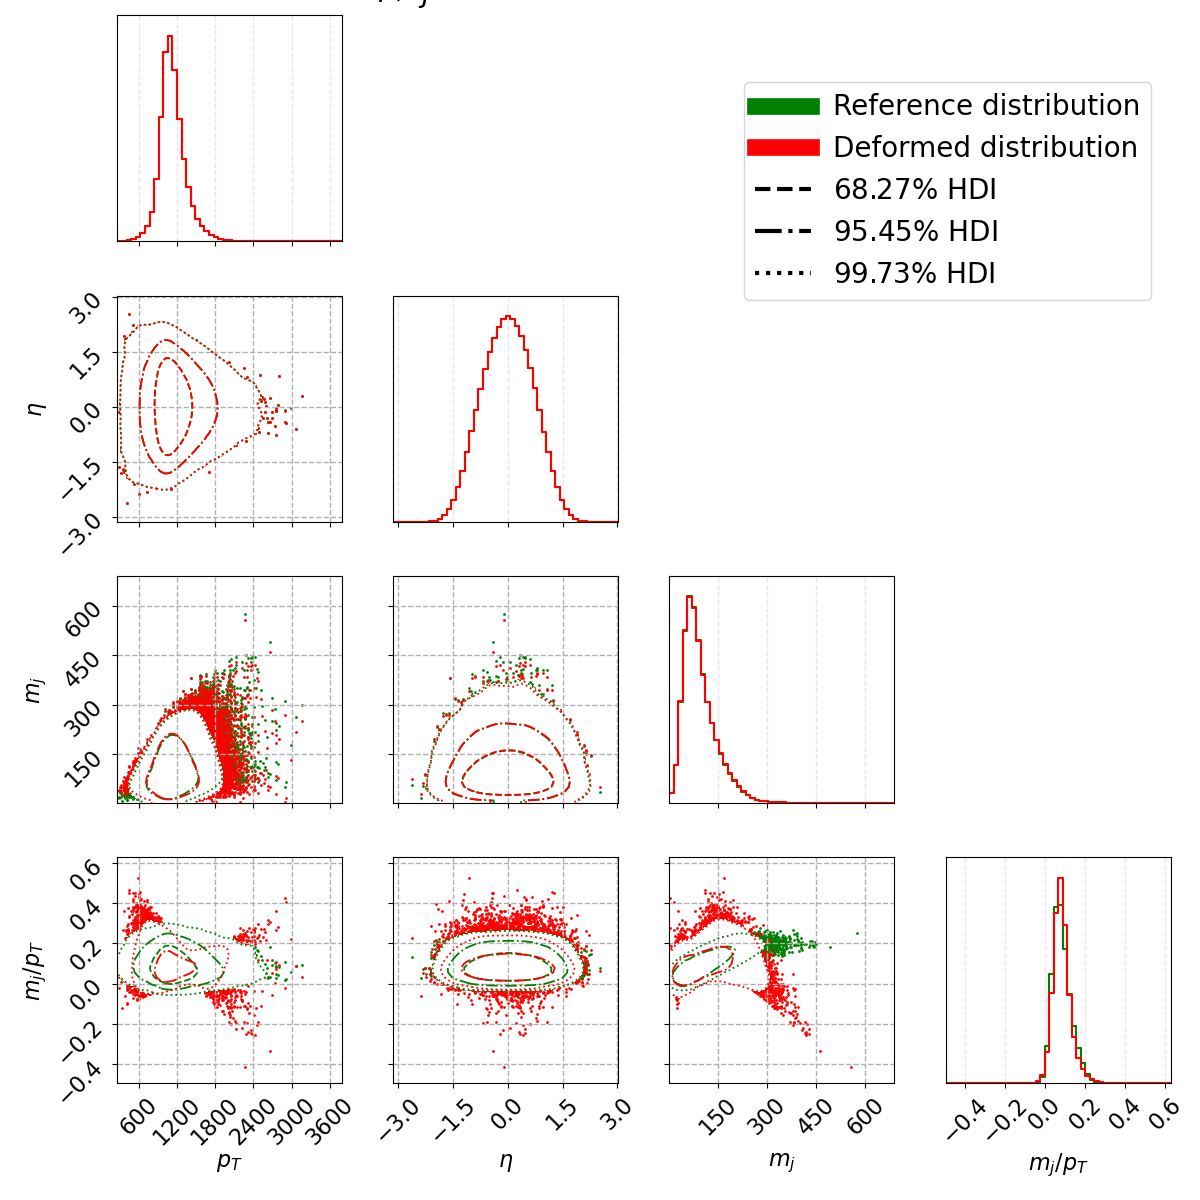 Reference distribution
Deformed distribution
68.27% HDI
95.45% HDI
99.73% HDI
3.0
1.5
0.0
−1.5
−3.0
η
600
450
300
150
m_j
0.6
0.4
0.2
0.0
−0.2
−0.4
m_j/p_T
600 1200 1800 2400 3000 3600
−3.0 −1.5 0.0 1.5 3.0
150 300 450 600
−0.4 −0.2 0.0 0.2 0.4 0.6
p_T η m_j m_j/p_T